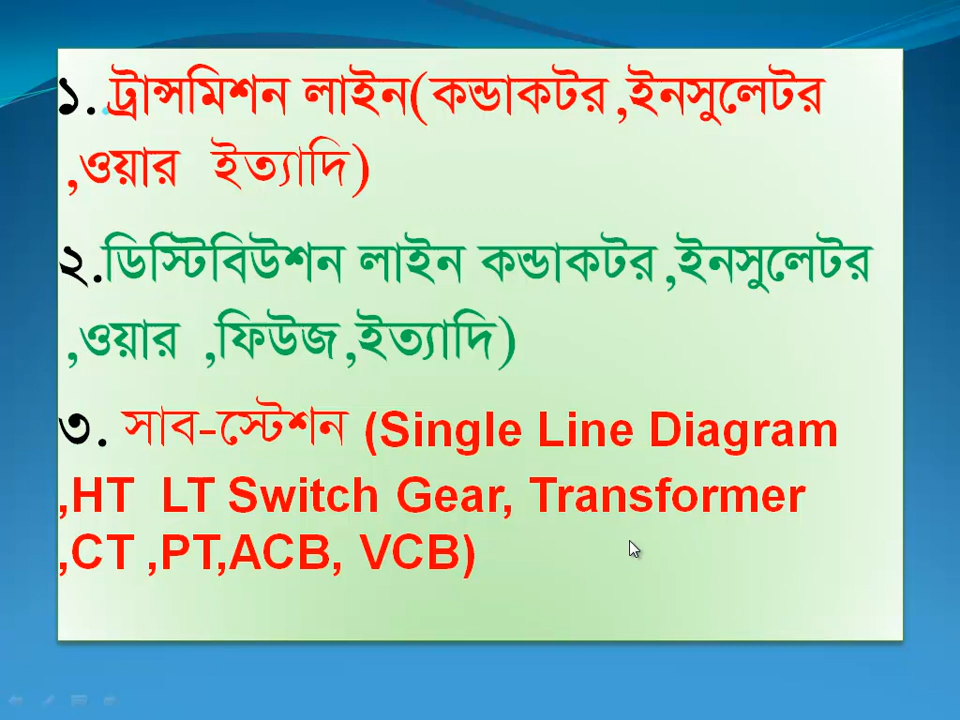 ১. .ট্রান্সমিশন লাইন(কন্ডাকটর ,ইনসুলেটর
,ওয়ার ইত্যাদি)
২.ডিস্টিবিউশন লাইন কন্ডাকটর ,ইনসুলেটর
,ওয়ার ,ফিউজ,ইত্যাদি)
৩. সাব-স্টেশন (Single Line Diagram
,HT LT Switch Gear, Transformer
,CT ,PT,ACB, VCB)